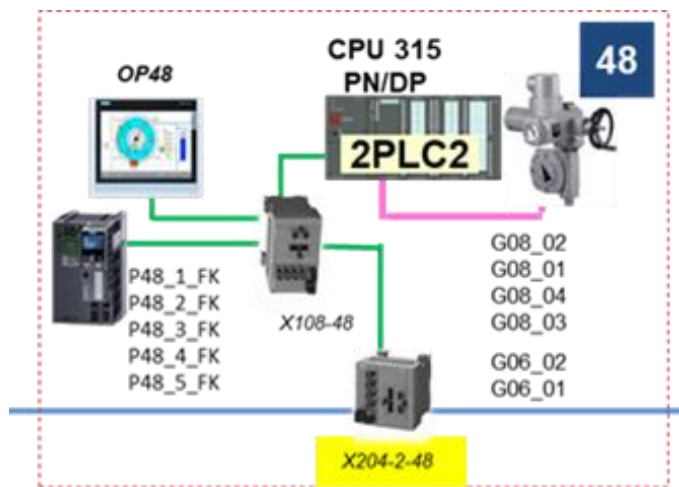 OP48
CPU 315
PN/DP
48
2PLC2
P48_1_FK
P48_2_FK
P48_3_FK
P48_4_FK
P48_5_FK
X108-48
G08_02
G08_01
G08_04
G08_03
G06_02
G06_01
X204-2-48